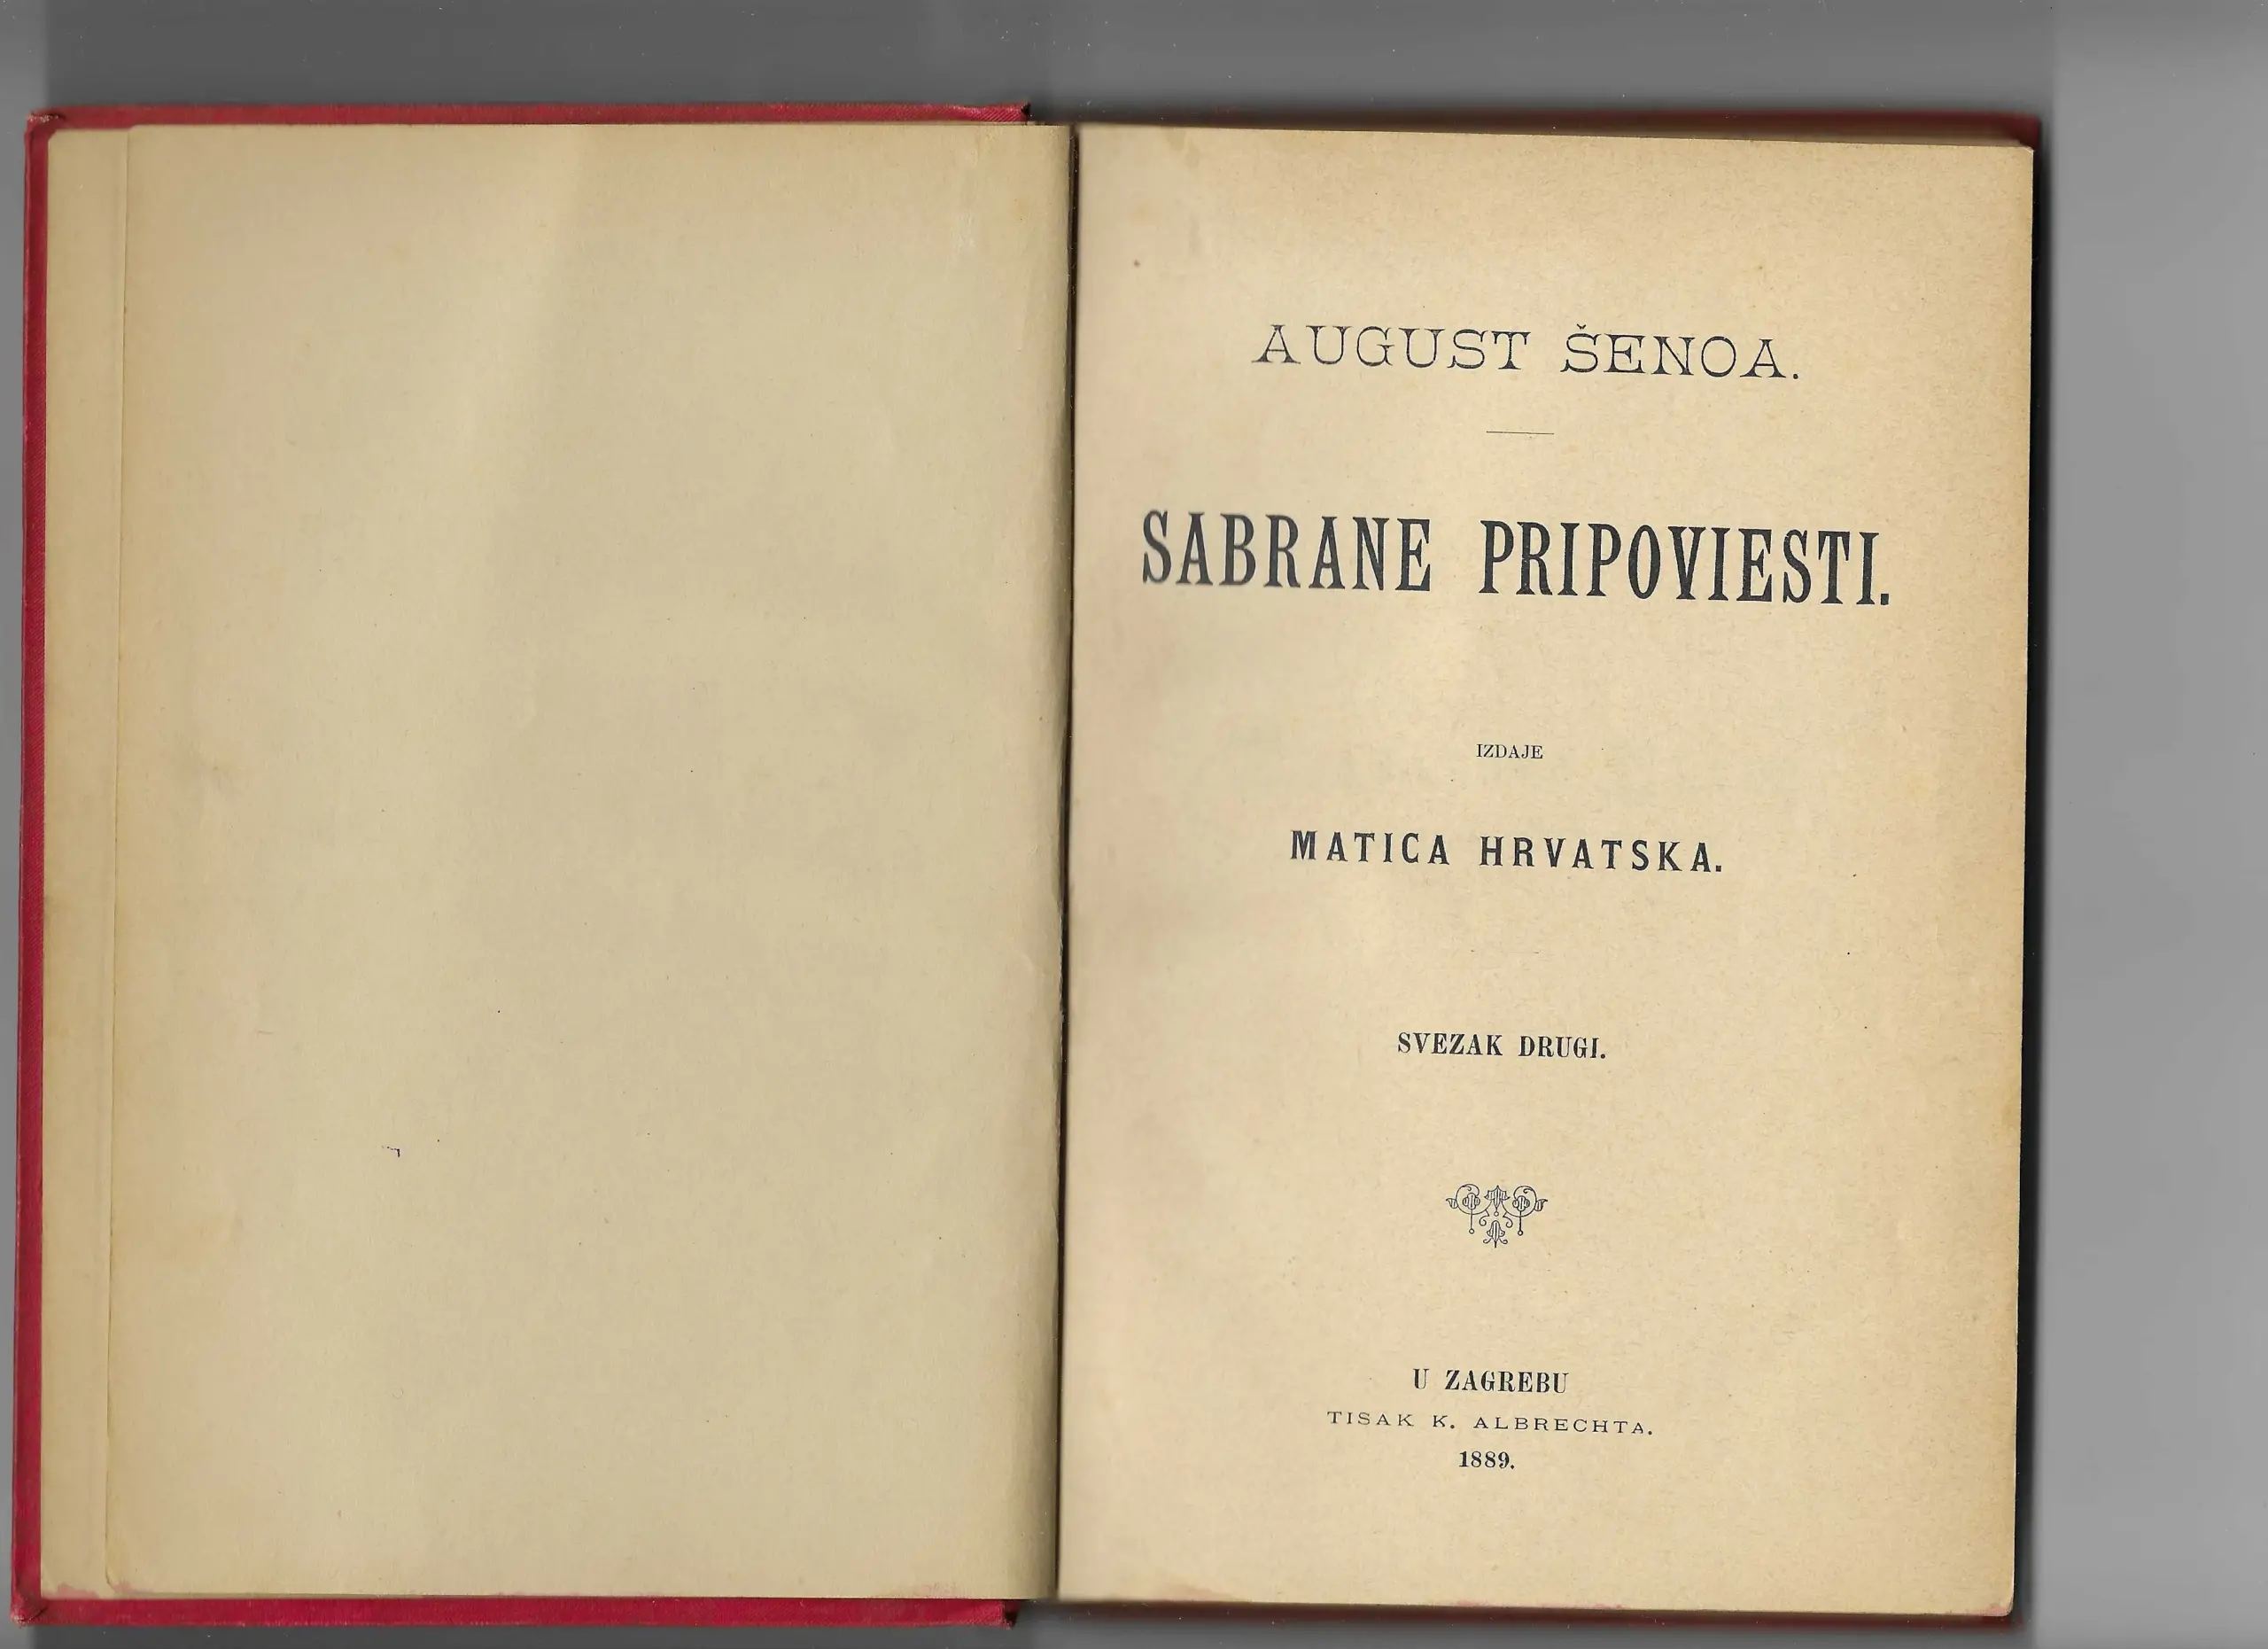 AUGUST ŠENOA.
SABRANE PRIPOVIESTI.
IZDAJE
MATICA HRVATSKA.
SVEZAK DRUGI.
U ZAGREBU
TISAK K. ALBRECHTA.
1889.